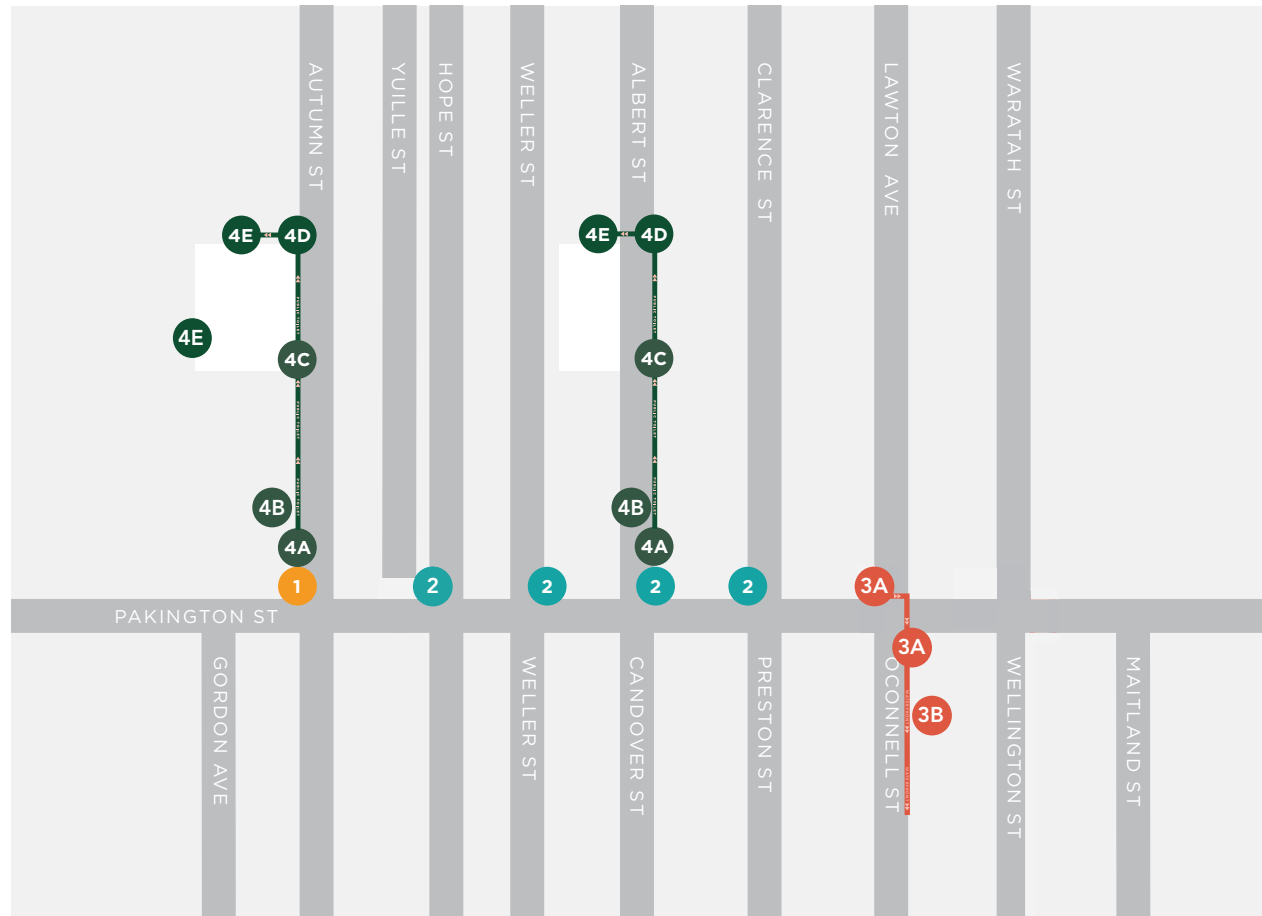 AUTUMN ST
YUILLE ST
HOPE ST
WELLER ST
ALBERT ST
CLARENCE ST
LAWTON AVE
WARATAH ST
4E
4D
4E
4D
4E
4C
4C
4B
4B
4A
4A
1
2
2
2
2
3A
PAKINGTON ST
3A
3B
GORDON AVE
WELLER ST
CANDOVER ST
PRESTON ST
OCONNELL ST
WELLINGTON ST
MAITLAND ST